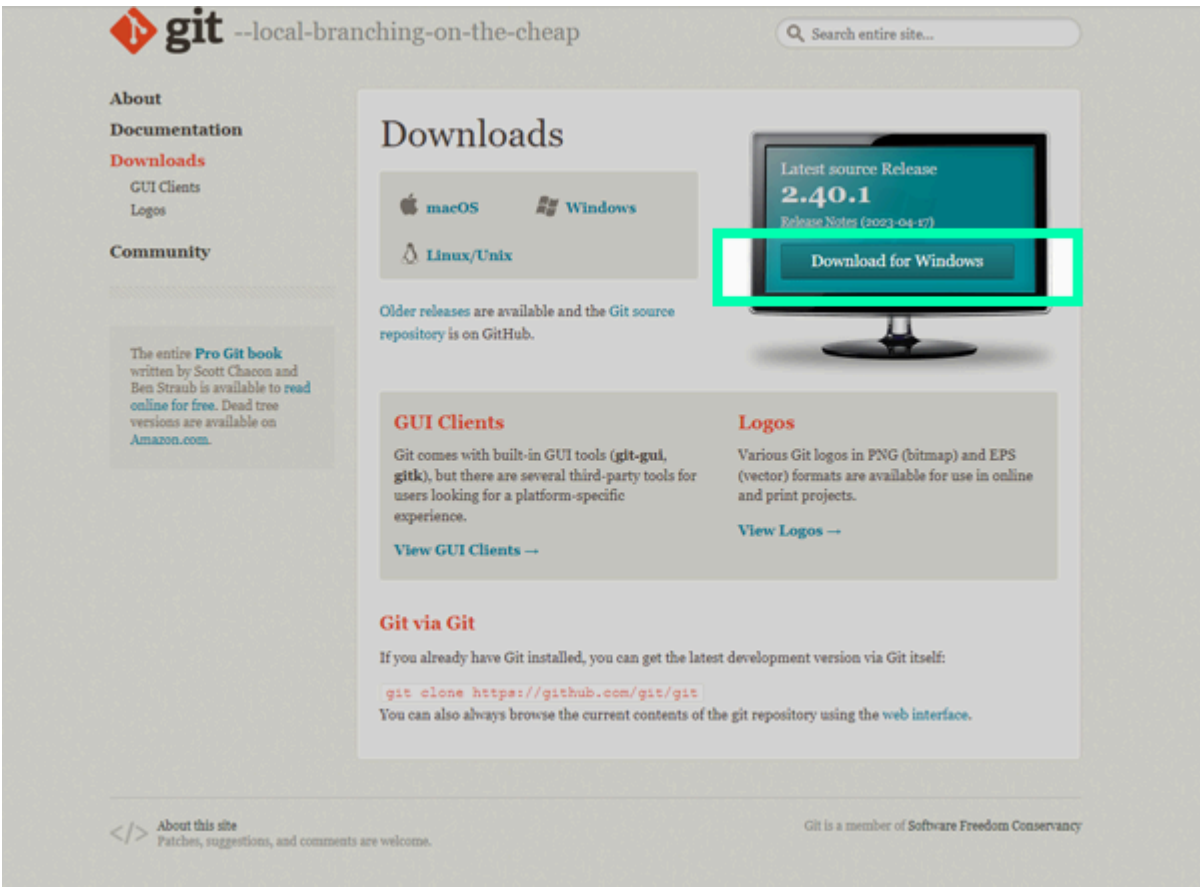 git --local-branching-on-the-cheap
Search entire site...
About
Documentation
Downloads
GUI Clients
Logos
Community
The entire Pro Git book
written by Scott Chacon and
Ben Straub is available to read
online for free. Dead tree
versions are available on
Amazon.com.
Downloads
macOS
Windows
Linux/Unix
Older releases are available and the Git source
repository is on GitHub.
Latest source Release
2.40.1
Release Notes (2023-04-17)
Download for Windows
GUI Clients
Git comes with built-in GUI tools (git-gui,
gitk), but there are several third-party tools for
users looking for a platform-specific
experience.
View GUI Clients →
Logos
Various Git logos in PNG (bitmap) and EPS
(vector) formats are available for use in online
and print projects.
View Logos →
Git via Git
If you already have Git installed, you can get the latest development version via Git itself:
git clone https://github.com/git/git
You can also always browse the current contents of the git repository using the web interface.
</> About this site
Patches, suggestions, and comments are welcome.
Git is a member of Software Freedom Conservancy